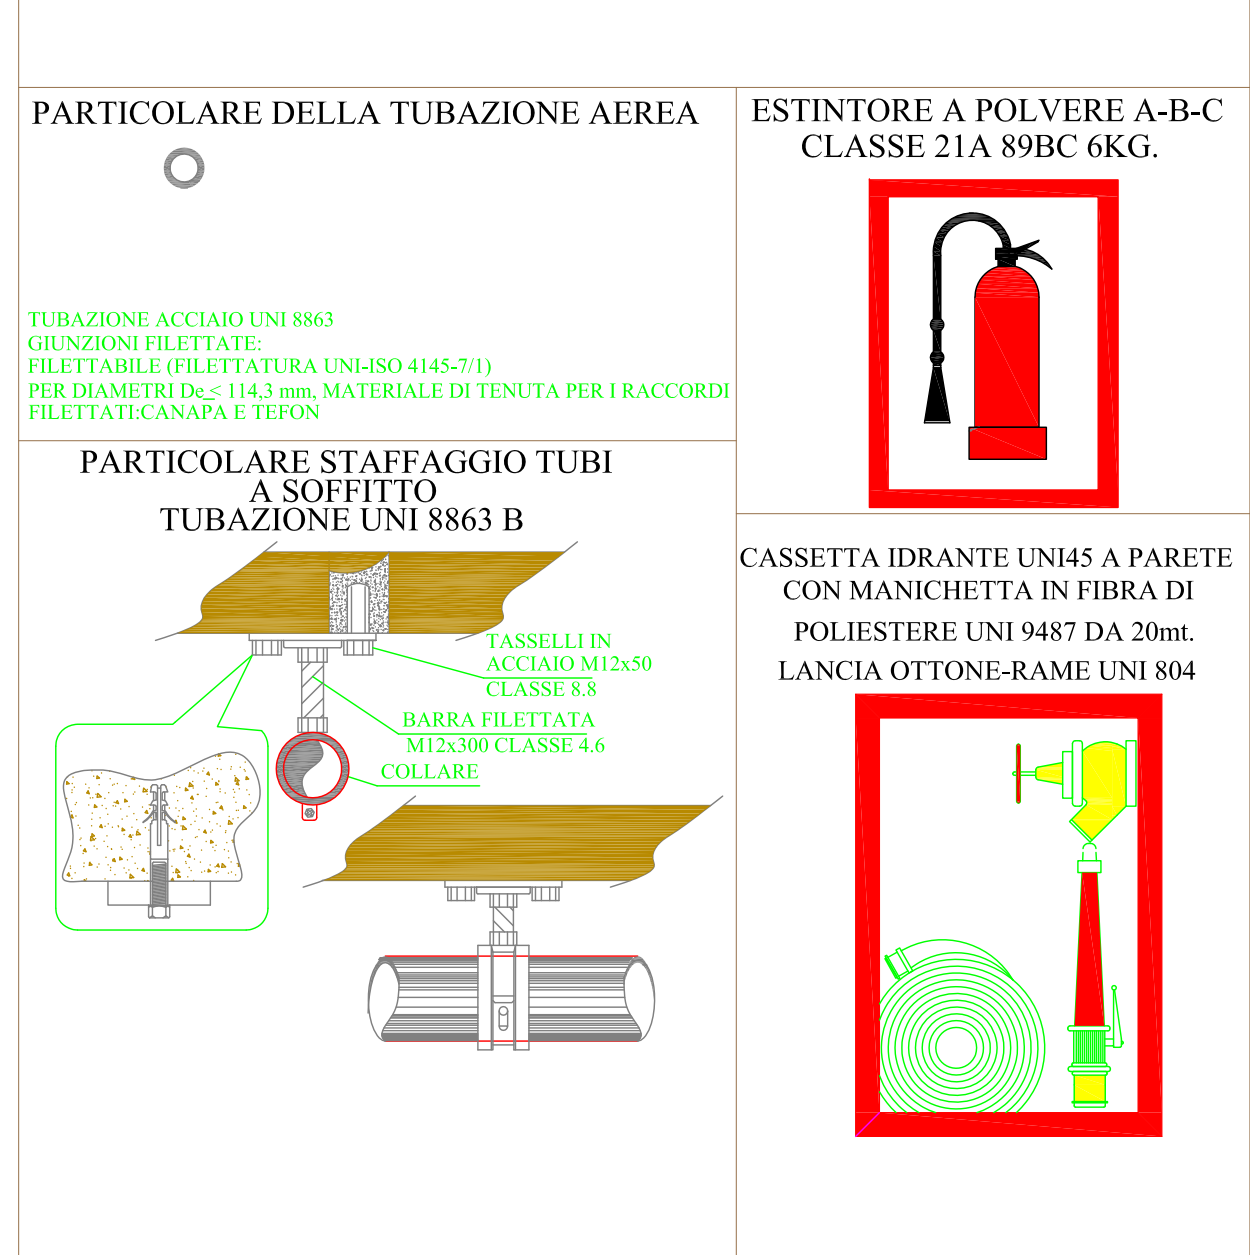 PARTICOLARE DELLA TUBAZIONE AEREA
TUBAZIONE ACCIAIO UNI 8863
GIUNZIONI FILETTATE:
FILETTABILE (FILETTATURA UNI-ISO 4145-7/1)
PER DIAMETRI De ≤ 114,3 mm, MATERIALE DI TENUTA PER I RACCORDI
FILETTATI:CANAPA E TEFON
ESTINTORE A POLVERE A-B-C
CLASSE 21A 89BC 6KG.
PARTICOLARE STAFFAGGIO TUBI
A SOFFITTO
TUBAZIONE UNI 8863 B
TASSELLI IN
ACCIAIO M12x50
CLASSE 8.8
BARRA FILETTATA
M12x300 CLASSE 4.6
COLLARE
CASSETTA IDRANTE UNI45 A PARETE
CON MANICHETTA IN FIBRA DI
POLIESTERE UNI 9487 DA 20mt.
LANCIA OTTONE-RAME UNI 804